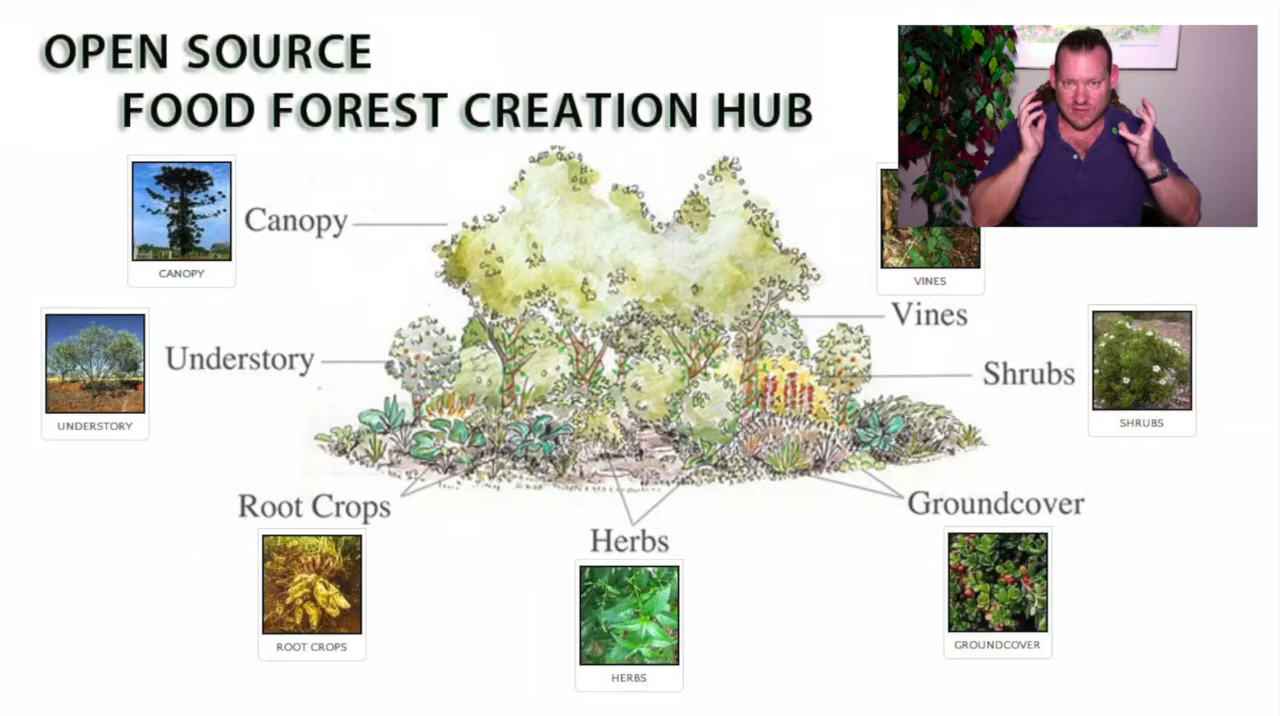 OPEN SOURCE
FOOD FOREST CREATION HUB
CANOPY
Canopy
VINES
Vines
UNDERSTORY
Understory
Shrubs
SHRUBS
Root Crops
ROOT CROPS
Herbs
HERBS
Groundcover
GROUNDCOVER